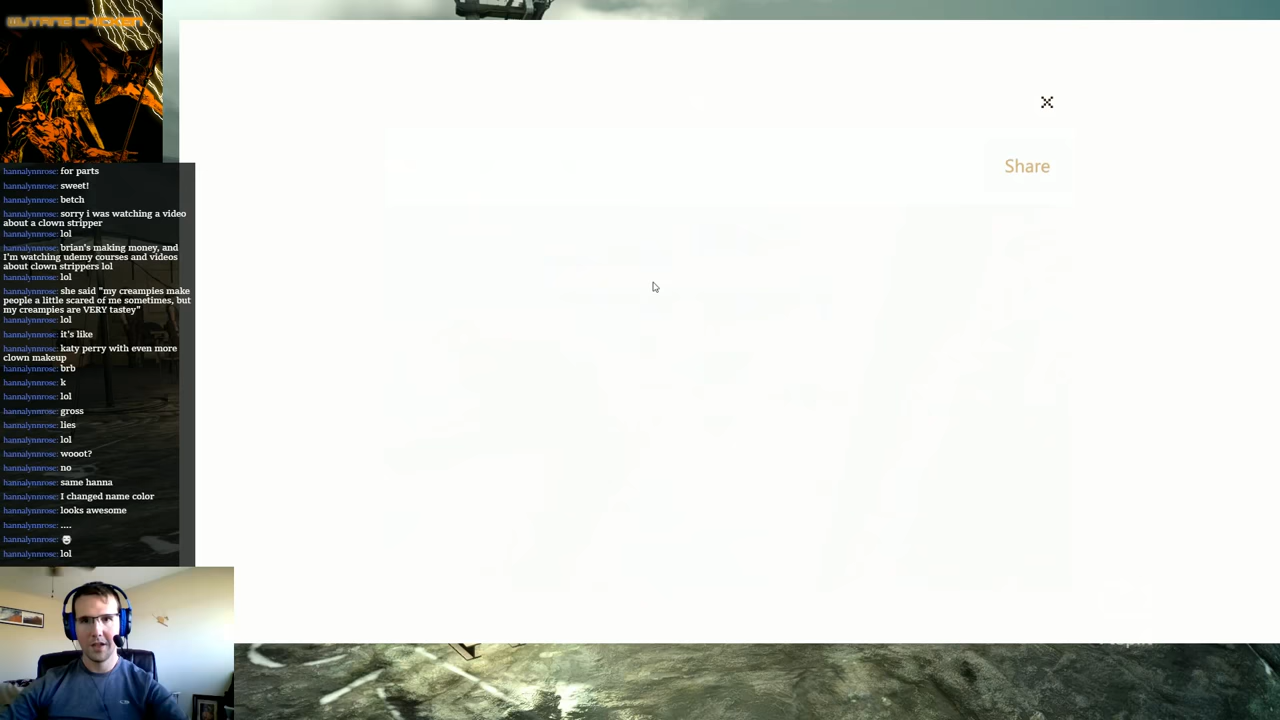 WUTANG CHICKEN
Share
hannalynnrose: for parts
hannalynnrose: sweet!
hannalynnrose: betch
hannalynnrose: sorry i was watching a video
about a clown stripper
hannalynnrose: lol
hannalynnrose: brian's making money, and
I'm watching udemy courses and videos
about clown strippers lol
hannalynnrose: lol
hannalynnrose: she said "my creampies make
people a little scared of me sometimes, but
my creampies are VERY tastey"
hannalynnrose: lol
hannalynnrose: it's like
hannalynnrose: katy perry with even more
clown makeup
hannalynnrose: brb
hannalynnrose: k
hannalynnrose: lol
hannalynnrose: gross
hannalynnrose: lies
hannalynnrose: lol
hannalynnrose: wooot?
hannalynnrose: no
hannalynnrose: same hanna
hannalynnrose: I changed name color
hannalynnrose: looks awesome
hannalynnrose: ....
hannalynnrose:
hannalynnrose: lol